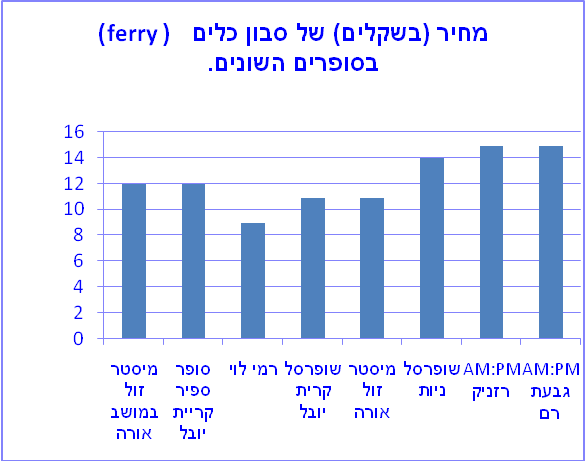 מחיר (בשקלים) של סבון כלים   ( ferry)
בסופרים השונים.
16
14
12
10
8
6
4
2
0
מיסטר
זול
במושב
אורה
סופר
ספיר
קריית
יובל
רמי לוי
שופרסל
קרית
יובל
מיסטר
זול
אורה
שופרסל
ניות
AM:PM
רזניק
AM:PM
גבעת
רם